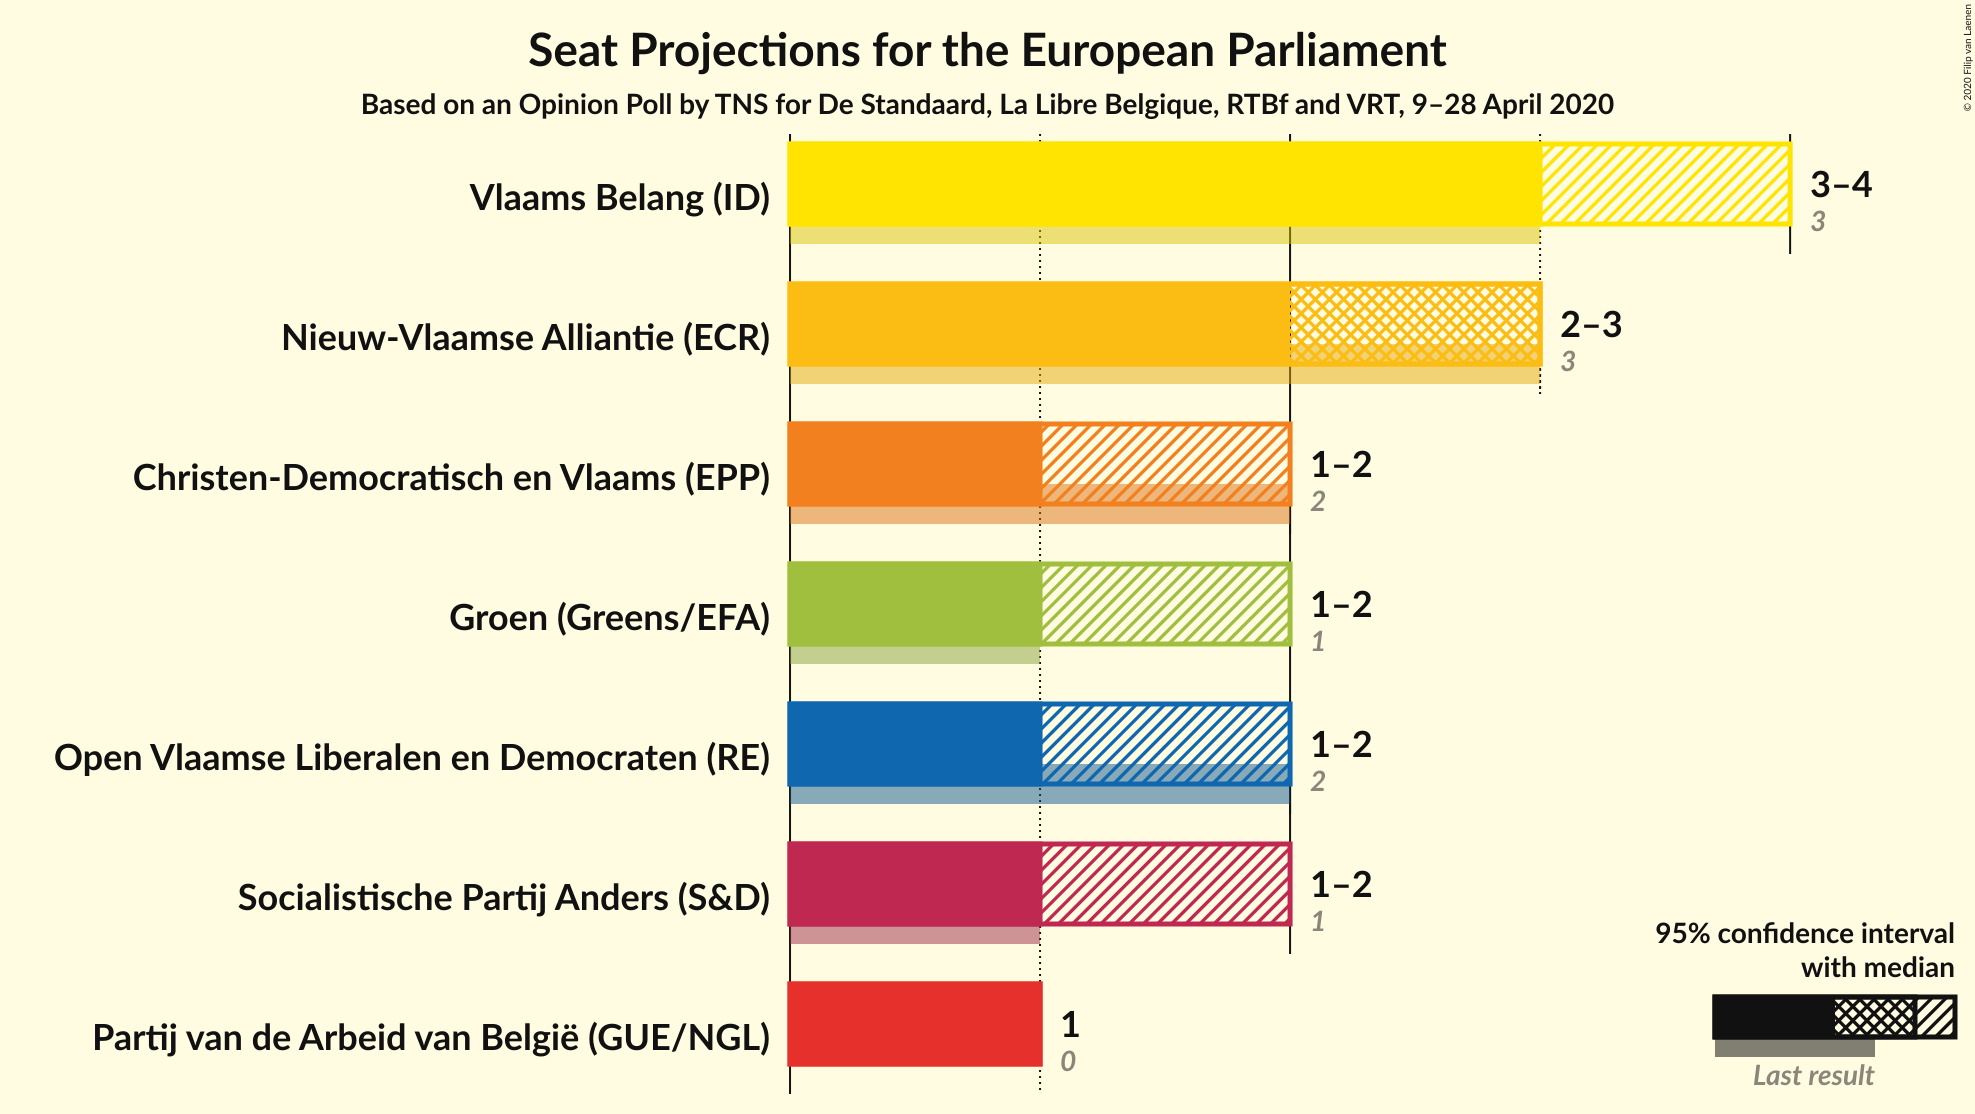 Seat Projections for the European Parliament
Based on an Opinion Poll by TNS for De Standaard, La Libre Belgique, RTBf and VRT, 9–28 April 2020
© 2020 Filip van Laenen
Vlaams Belang (ID)
3–4
3
Nieuw-Vlaamse Alliantie (ECR)
2–3
3
Christen-Democratisch en Vlaams (EPP)
1–2
2
Groen (Greens/EFA)
1–2
1
Open Vlaamse Liberalen en Democraten (RE)
1–2
2
Socialistische Partij Anders (S&D)
1–2
1
Partij van de Arbeid van België (GUE/NGL)
1
0
95% confidence interval
with median
Last result